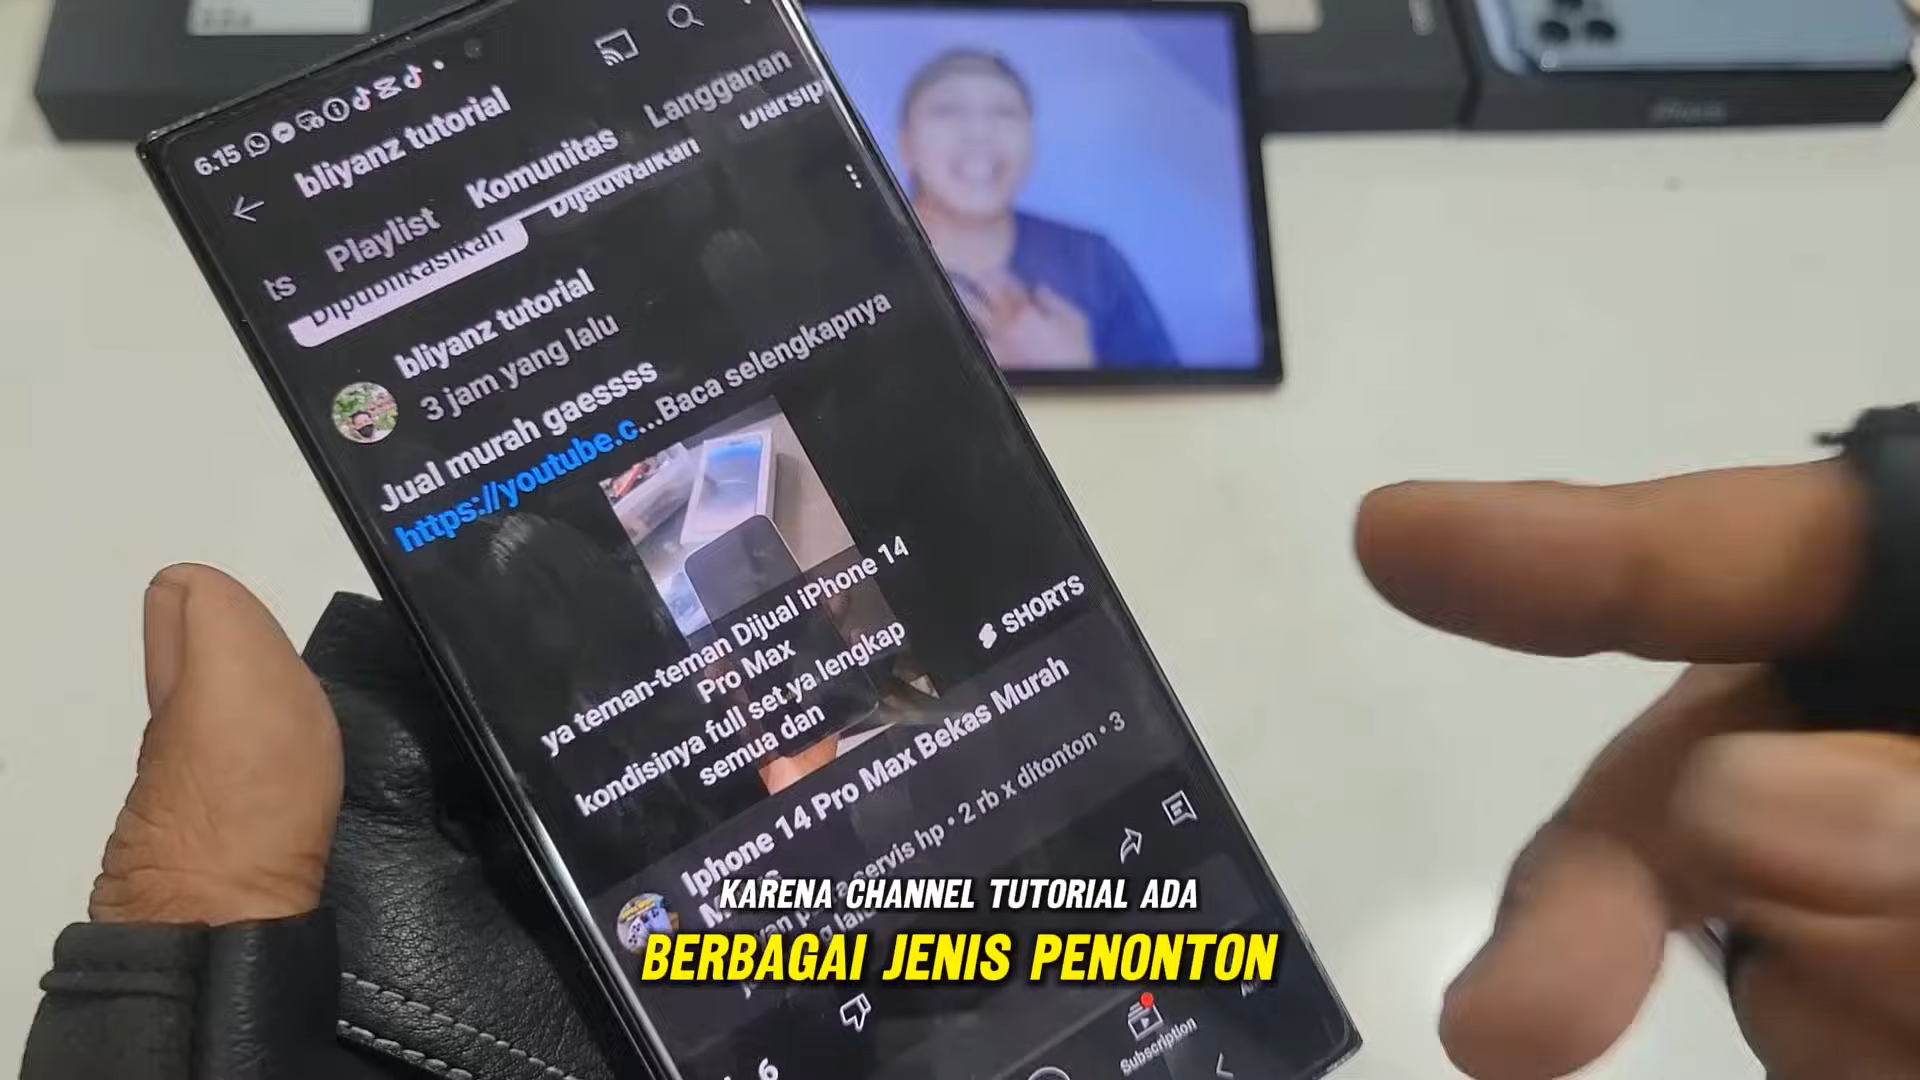 6.15
bliyanz tutorial
ts Playlist Komunitas Langganan
Dipublikasikan Dijadwalkan Diarsip
bliyanz tutorial
3 jam yang lalu
Jual murah gaessss
https://youtube.c...Baca selengkapnya
ya teman-teman Dijual iPhone 14
Pro Max
kondisinya full set ya lengkap
semua dan
SHORTS
Iphone 14 Pro Max Bekas Murah
servis hp • 2 rb x ditonton • 3
KARENA CHANNEL TUTORIAL ADA
BERBAGAI JENIS PENONTON
6
Subscription
iPhone